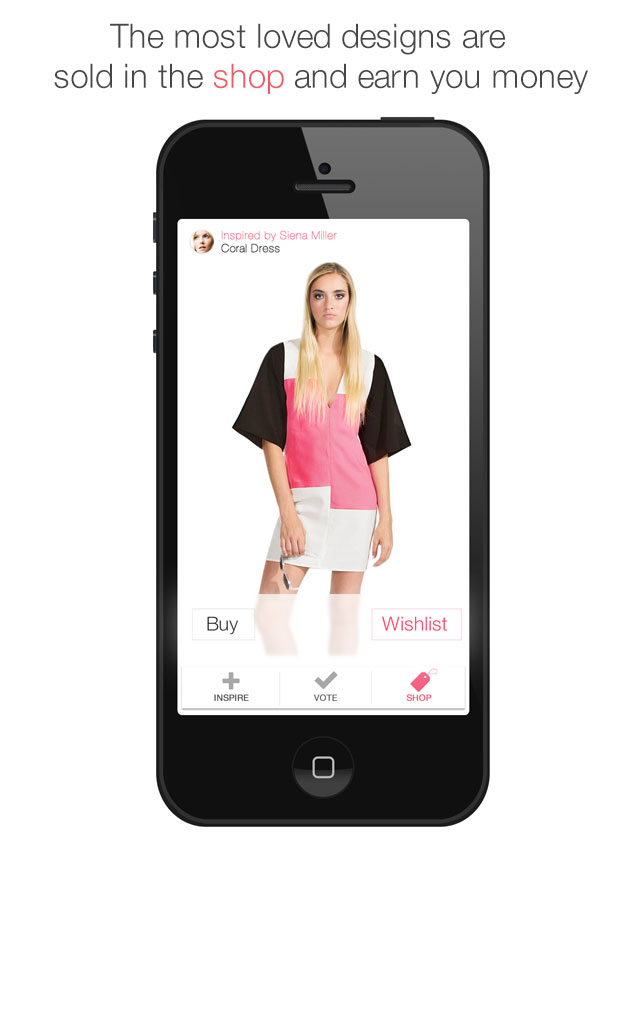 The most loved designs are
sold in the shop and earn you money
Inspired by Siena Miller
Coral Dress
Buy
Wishlist
INSPIRE
VOTE
SHOP